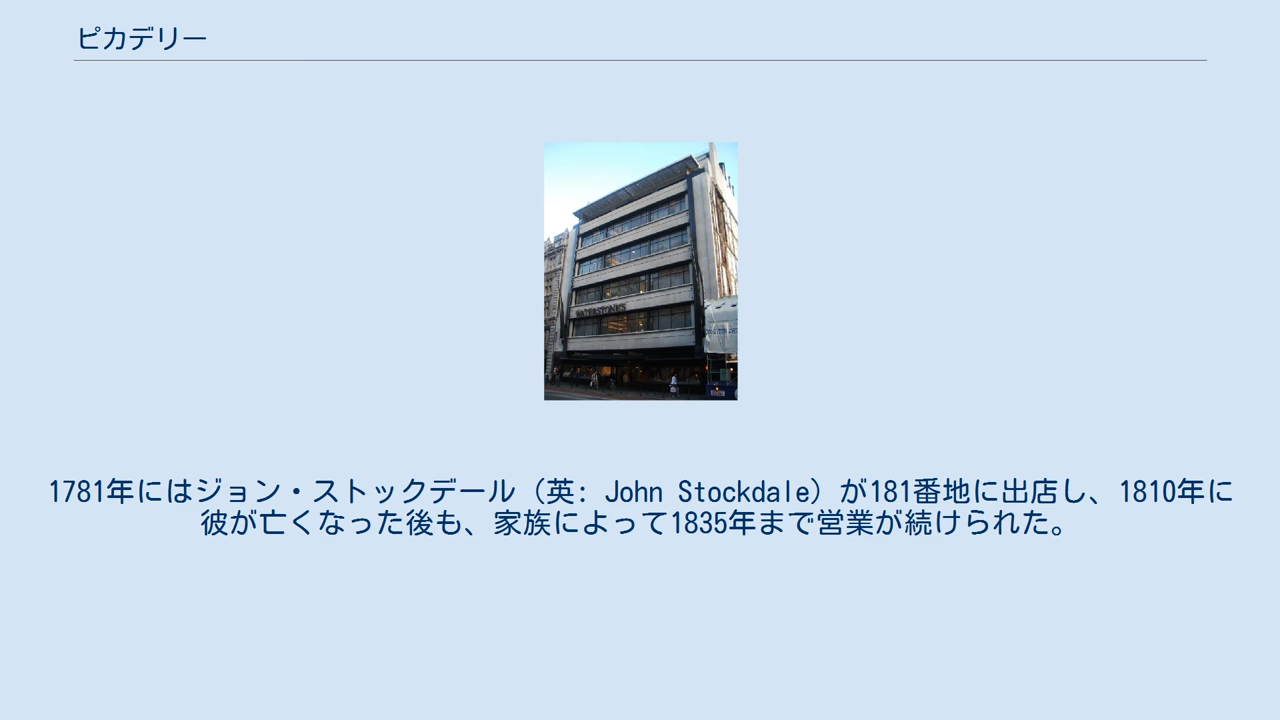 ピカデリー
WATERSTONE'S
1781年にはジョン・ストックデール（英: John Stockdale）が181番地に出店し、1810年に
彼が亡くなった後も、家族によって1835年まで営業が続けられた。